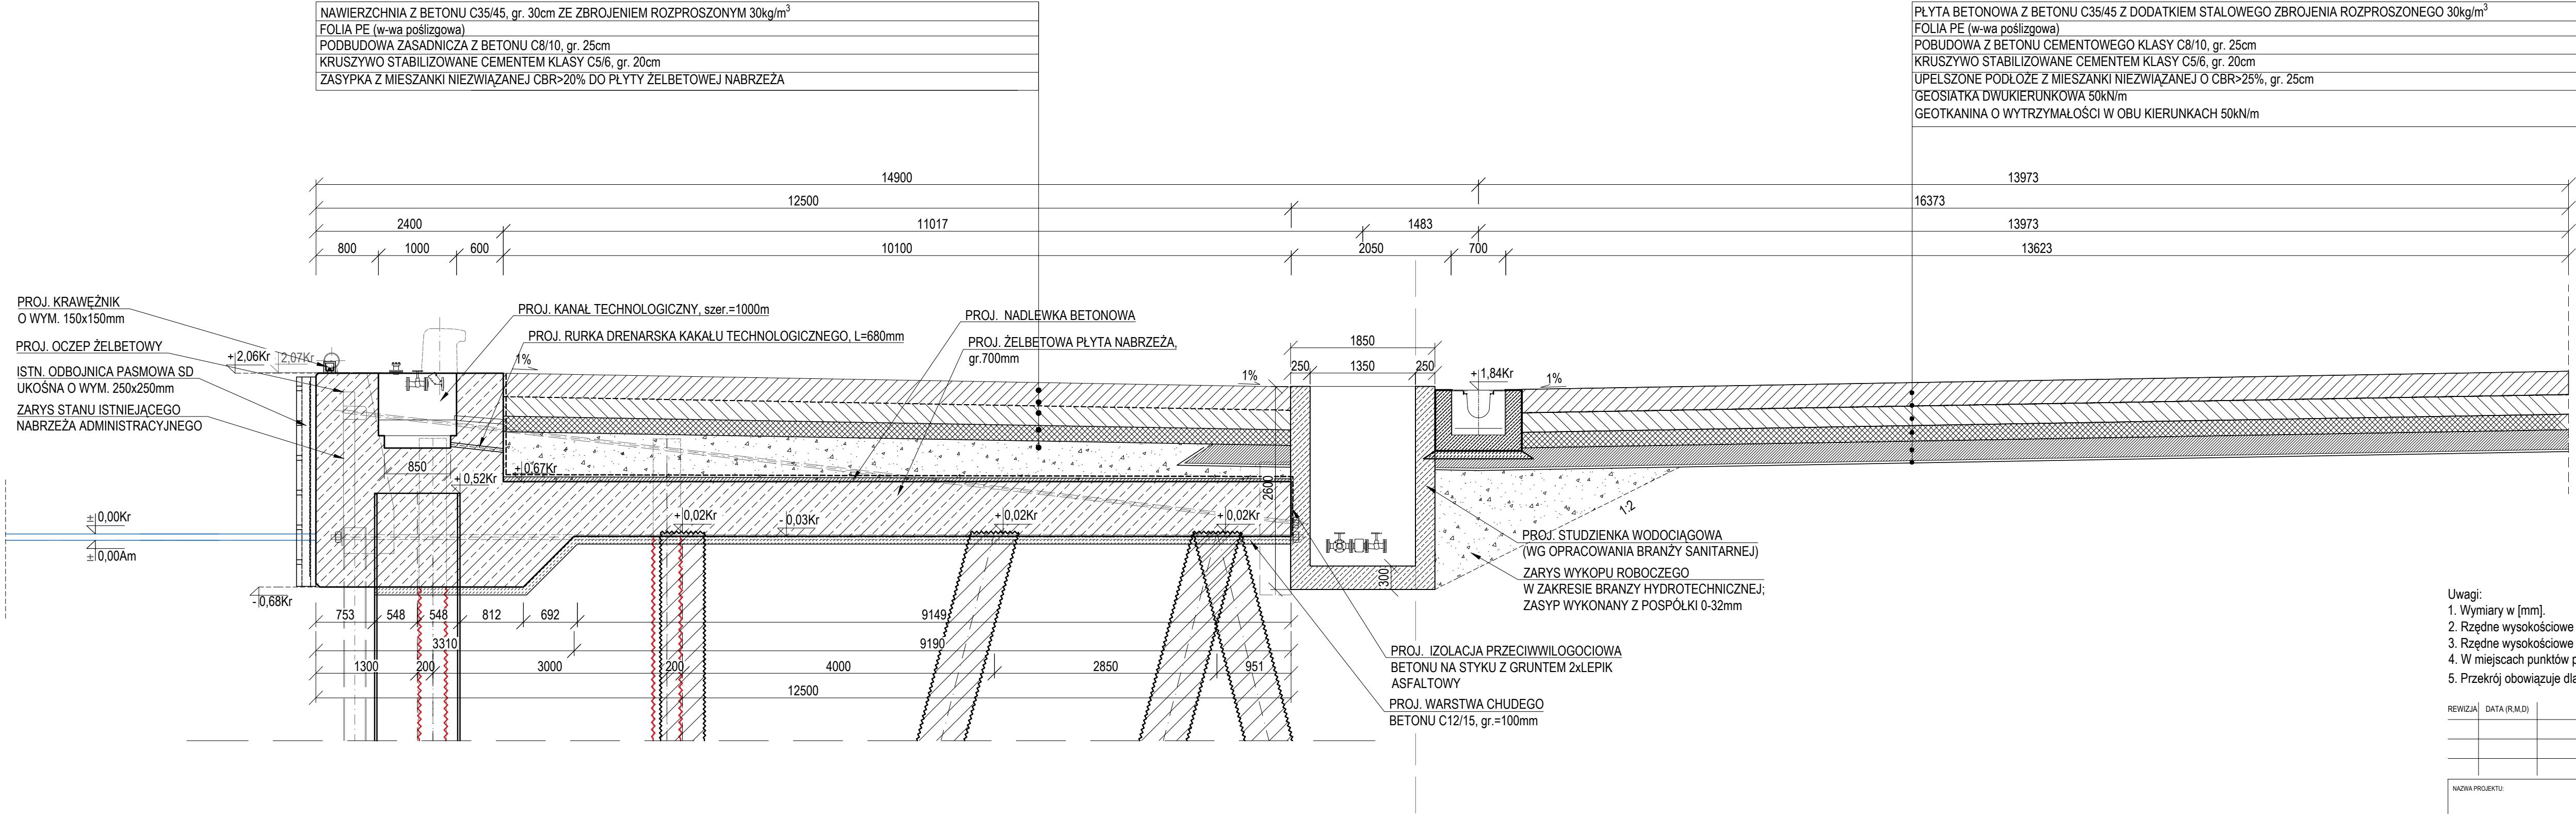 NAWIERZCHNIA Z BETONU C35/45, gr. 30cm ZE ZBROJENIEM ROZPROSZONYM 30kg/m³
FOLIA PE (w-wa poślizgowa)
PODBUDOWA ZASADNICZA Z BETONU C8/10, gr. 25cm
KRUSZYWO STABILIZOWANE CEMENTEM KLASY C5/6, gr. 20cm
ZASYPKA Z MIESZANKI NIEZWIĄZANEJ CBR>20% DO PŁYTY ŻELBETOWEJ NABRZEŻA
PŁYTA BETONOWA Z BETONU C35/45 Z DODATKIEM STALOWEGO ZBROJENIA ROZPROSZONEGO 30kg/m³
FOLIA PE (w-wa poślizgowa)
POBUDOWA Z BETONU CEMENTOWEGO KLASY C8/10, gr. 25cm
KRUSZYWO STABILIZOWANE CEMENTEM KLASY C5/6, gr. 20cm
UPELSZONE PODŁOŻE Z MIESZANKI NIEZWIĄZANEJ O CBR>25%, gr. 25cm
GEOSIATKA DWUKIERUNKOWA 50kN/m
GEOTKANINA O WYTRZYMAŁOŚCI W OBU KIERUNKACH 50kN/m
14900
13973
12500
16373
2400
11017
1483
13973
800
1000
600
10100
2050
700
13623
PROJ. KRAWĘŻNIK
O WYM. 150x150mm
PROJ. OCZEP ŻELBETOWY
ISTN. ODBOJNICA PASMOWA SD
UKOŚNA O WYM. 250x250mm
ZARYS STANU ISTNIEJĄCEGO
NABRZEŻA ADMINISTRACYJNEGO
+2,06Kr
2,07Kr
PROJ. KANAŁ TECHNOLOGICZNY, szer.=1000m
PROJ. RURKA DRENARSKA KAKAŁU TECHNOLOGICZNEGO, L=680mm
1%
PROJ. NADLEWKA BETONOWA
PROJ. ŻELBETOWA PŁYTA NABRZEŻA,
gr.700mm
1%
1850
250
1350
250
+1,84Kr
1%
850
+0,52Kr
+0,67Kr
2600
±0,00Kr
±0,00Am
-0,68Kr
+0,02Kr
-0,03Kr
+0,02Kr
+0,02Kr
300
1:2
PROJ. STUDZIENKA WODOCIĄGOWA
(WG OPRACOWANIA BRANŻY SANITARNEJ)
ZARYS WYKOPU ROBOCZEGO
W ZAKRESIE BRANŻY HYDROTECHNICZNEJ;
ZASYP WYKONANY Z POSPÓŁKI 0-32mm
753
548
548
812
692
9149
3310
9190
1300
200
3000
200
4000
2850
951
12500
PROJ. IZOLACJA PRZECIWWILOGOCIOWA
BETONU NA STYKU Z GRUNTEM 2xLEPIK
ASFALTOWY
PROJ. WARSTWA CHUDEGO
BETONU C12/15, gr.=100mm
Uwagi:
1. Wymiary w [mm].
2. Rzędne wysokościowe
3. Rzędne wysokościowe
4. W miejscach punktów
5. Przekrój obowiązuje
REWIZJA
DATA (R,M,D)
NAZWA PROJEKTU: